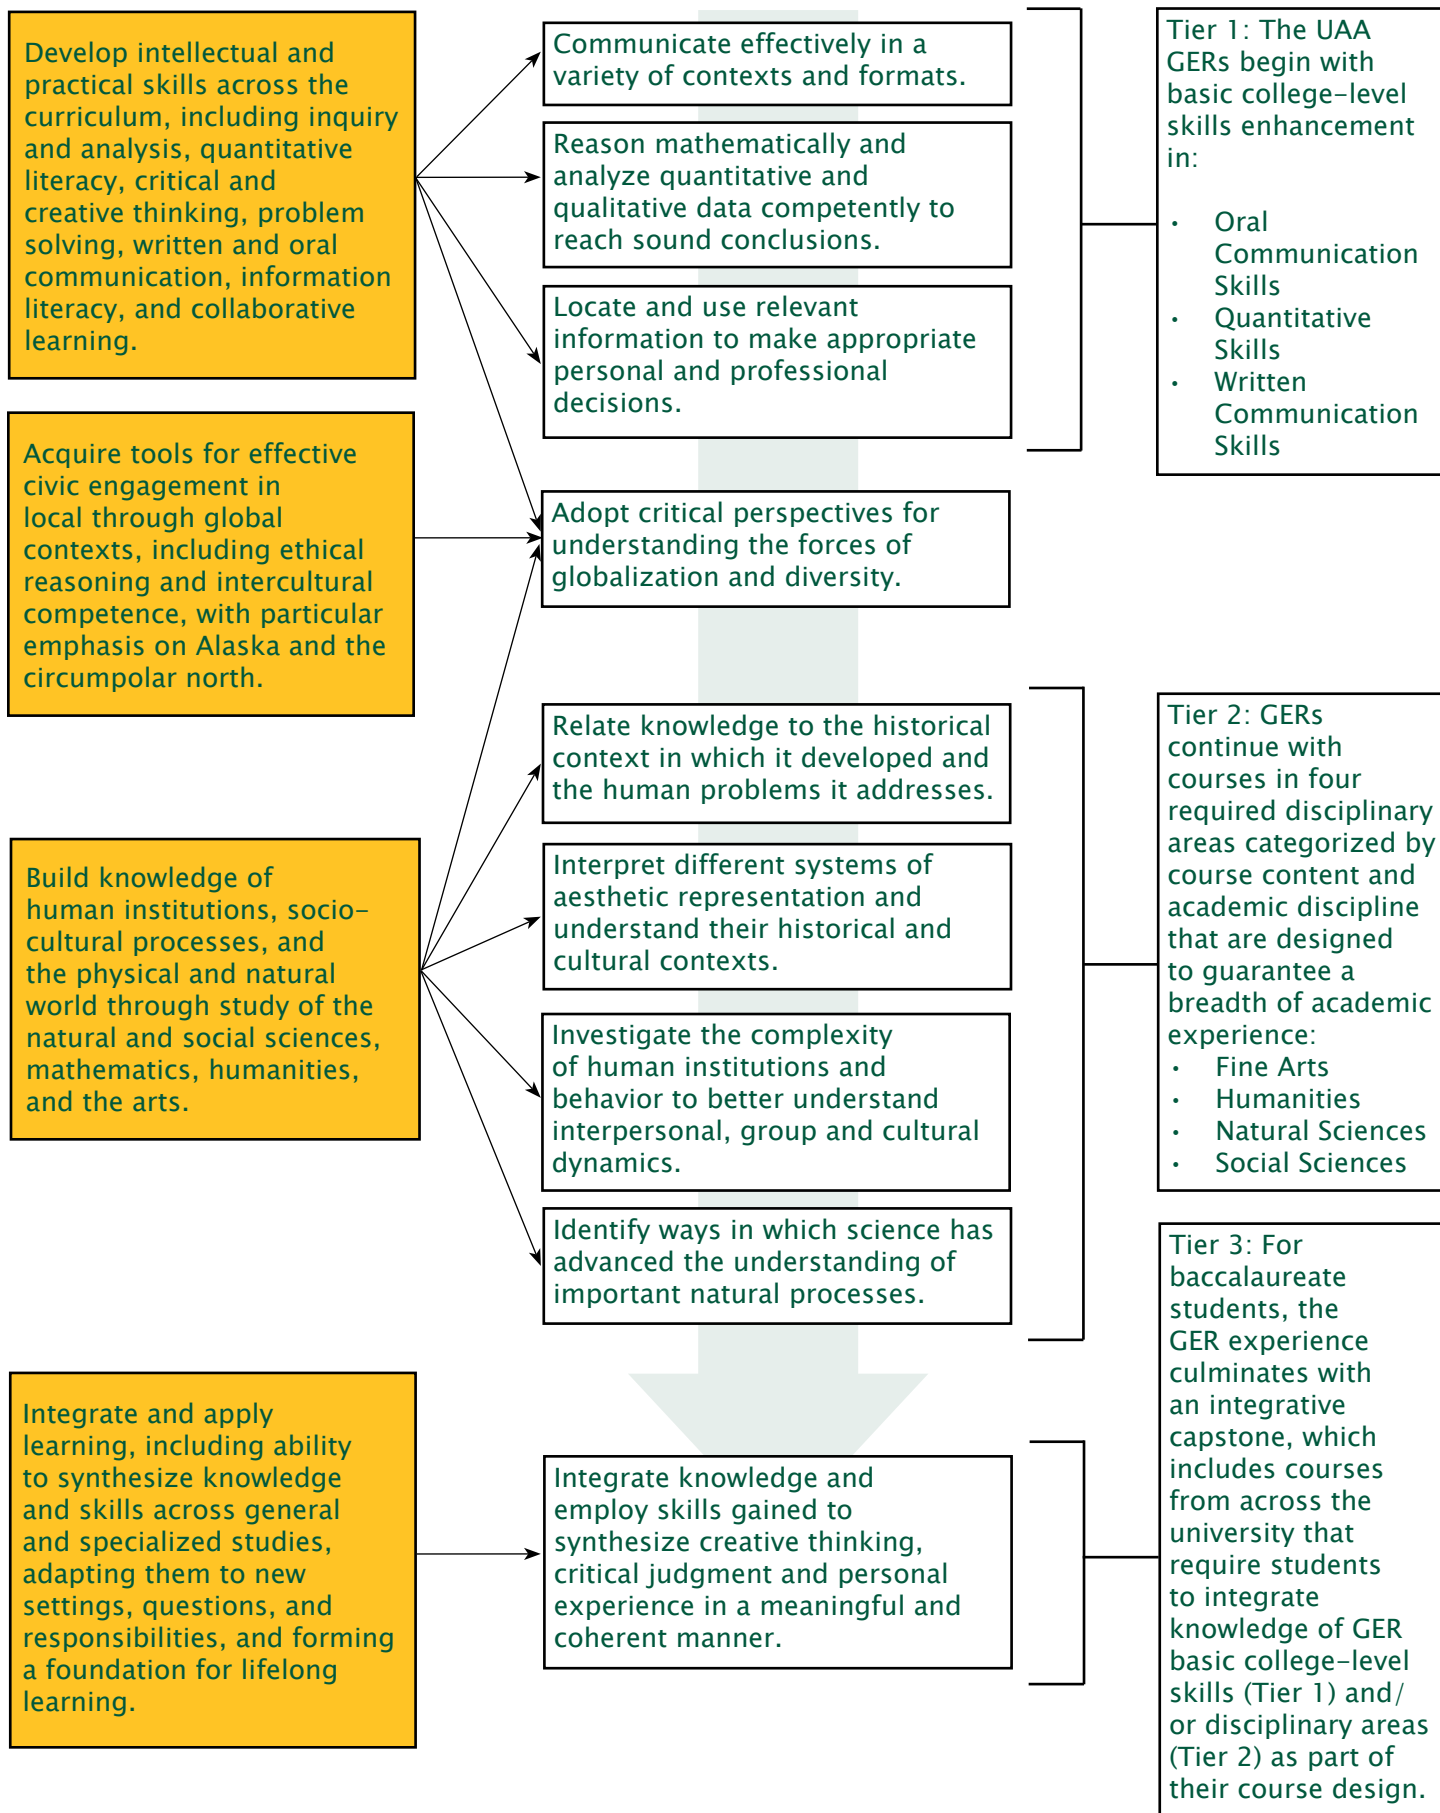 Develop intellectual and
practical skills across the
curriculum, including inquiry
and analysis, quantitative
literacy, critical and
creative thinking, problem
solving, written and oral
communication, information
literacy, and collaborative
learning.
Acquire tools for effective
civic engagement in
local through global
contexts, including ethical
reasoning and intercultural
competence, with particular
emphasis on Alaska and the
circumpolar north.
Build knowledge of
human institutions, socio-
cultural processes, and
the physical and natural
world through study of the
natural and social sciences,
mathematics, humanities,
and the arts.
Integrate and apply
learning, including ability
to synthesize knowledge
and skills across general
and specialized studies,
adapting them to new
settings, questions, and
responsibilities, and forming
a foundation for lifelong
learning.
Communicate effectively in a
variety of contexts and formats.
Reason mathematically and
analyze quantitative and
qualitative data competently to
reach sound conclusions.
Locate and use relevant
information to make appropriate
personal and professional
decisions.
Adopt critical perspectives for
understanding the forces of
globalization and diversity.
Relate knowledge to the historical
context in which it developed and
the human problems it addresses.
Interpret different systems of
aesthetic representation and
understand their historical and
cultural contexts.
Investigate the complexity
of human institutions and
behavior to better understand
interpersonal, group and cultural
dynamics.
Identify ways in which science has
advanced the understanding of
important natural processes.
Integrate knowledge and
employ skills gained to
synthesize creative thinking,
critical judgment and personal
experience in a meaningful and
coherent manner.
Tier 1: The UAA
GERs begin with
basic college-level
skills enhancement
in:
• Oral
Communication
Skills
• Quantitative
Skills
• Written
Communication
Skills
Tier 2: GERs
continue with
courses in four
required disciplinary
areas categorized by
course content and
academic discipline
that are designed
to guarantee a
breadth of academic
experience:
• Fine Arts
• Humanities
• Natural Sciences
• Social Sciences
Tier 3: For
baccalaureate
students, the
GER experience
culminates with
an integrative
capstone, which
includes courses
from across the
university that
require students
to integrate
knowledge of GER
basic college-level
skills (Tier 1) and/
or disciplinary areas
(Tier 2) as part of
their course design.